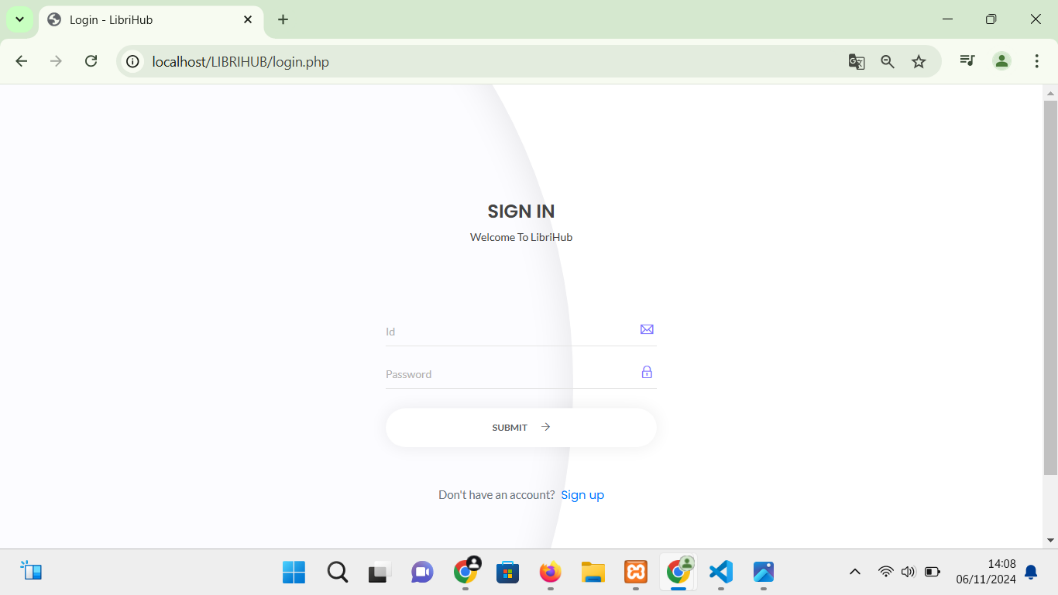 Login - LibriHub
localhost/LIBRIHUB/login.php
SIGN IN
Welcome To LibriHub
Id
Password
SUBMIT
Don't have an account? Sign up
14:08
06/11/2024